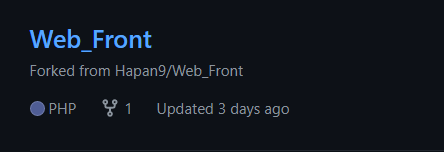 Web_Front
Forked from Hapan9/Web_Front
PHP 1 Updated 3 days ago